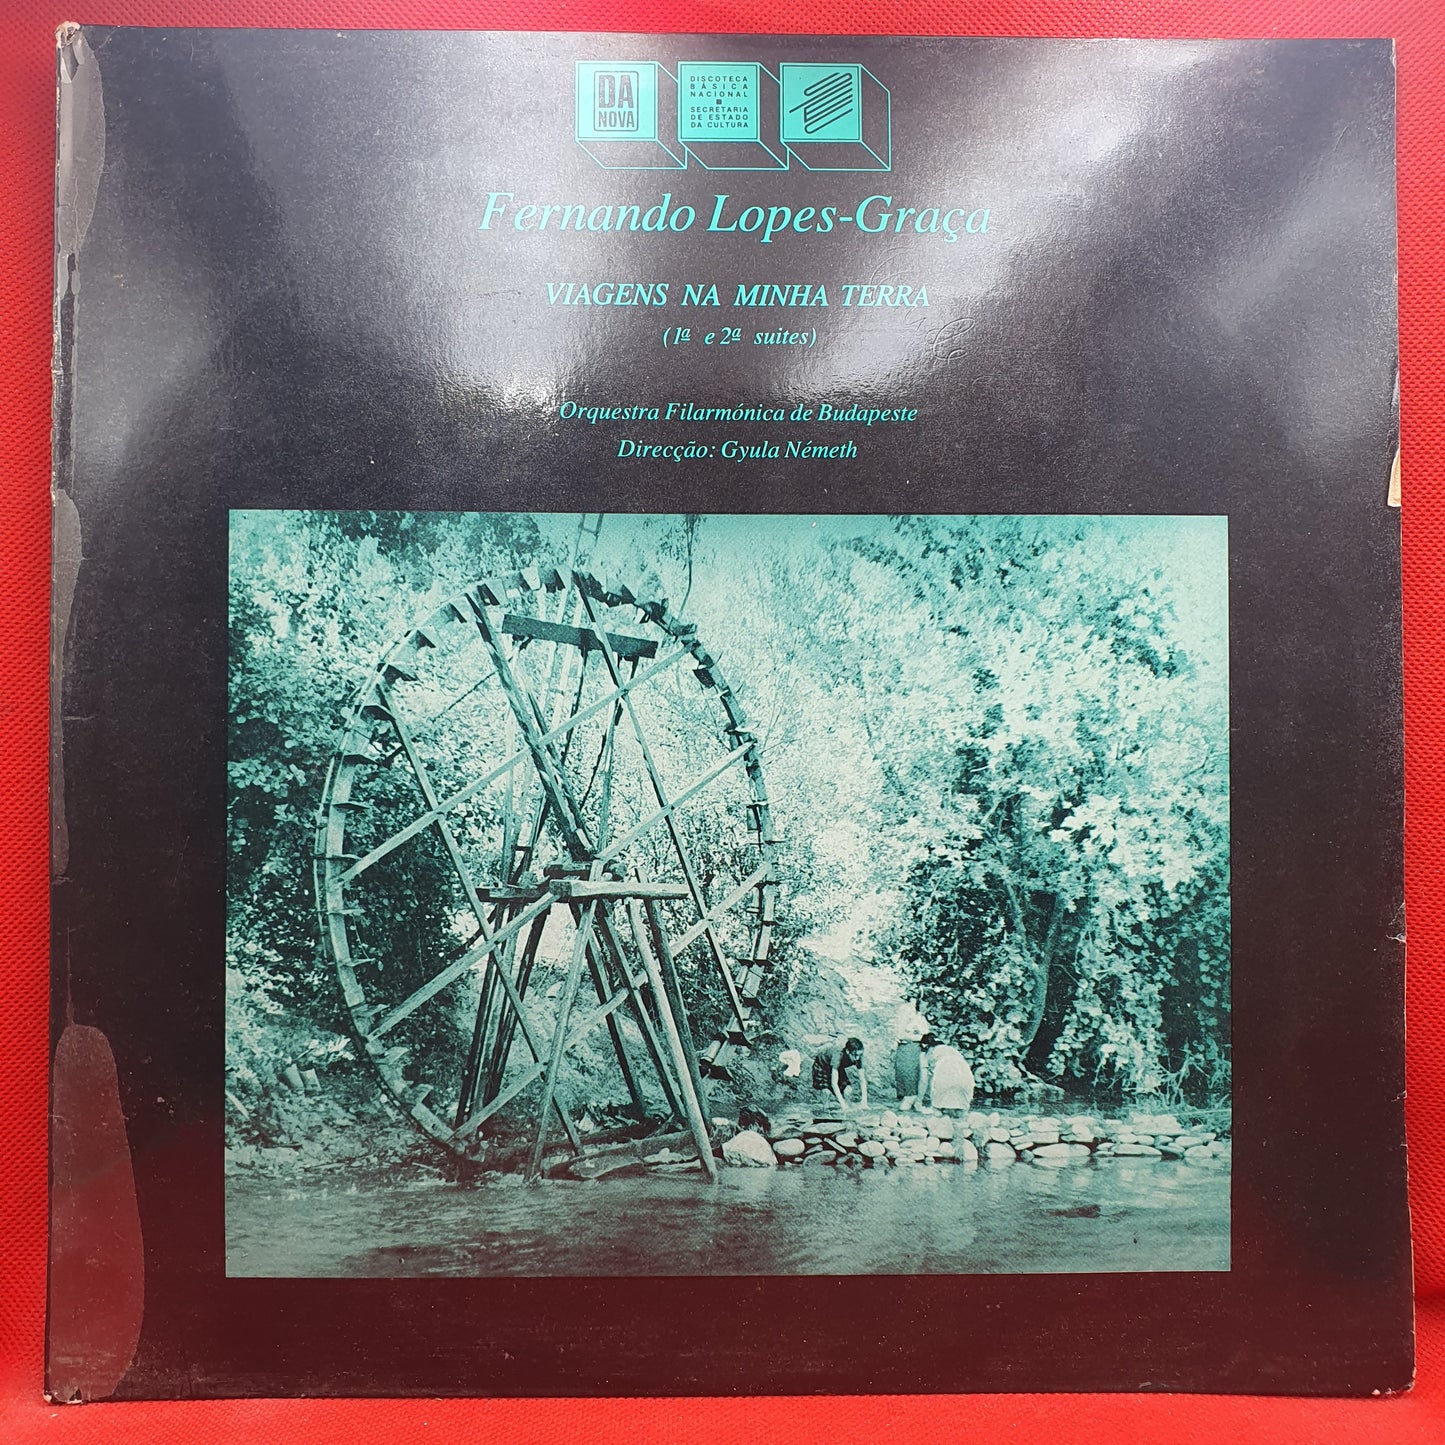 DA
NOVA
DISCOTECA
BÁSICA
NACIONAL
SECRETARIA
DE ESTADO
DA CULTURA
Fernando Lopes-Graça
VIAGENS NA MINHA TERRA
(1ª e 2ª suites)
Orquestra Filarmónica de Budapeste
Direcção: Gyula Németh